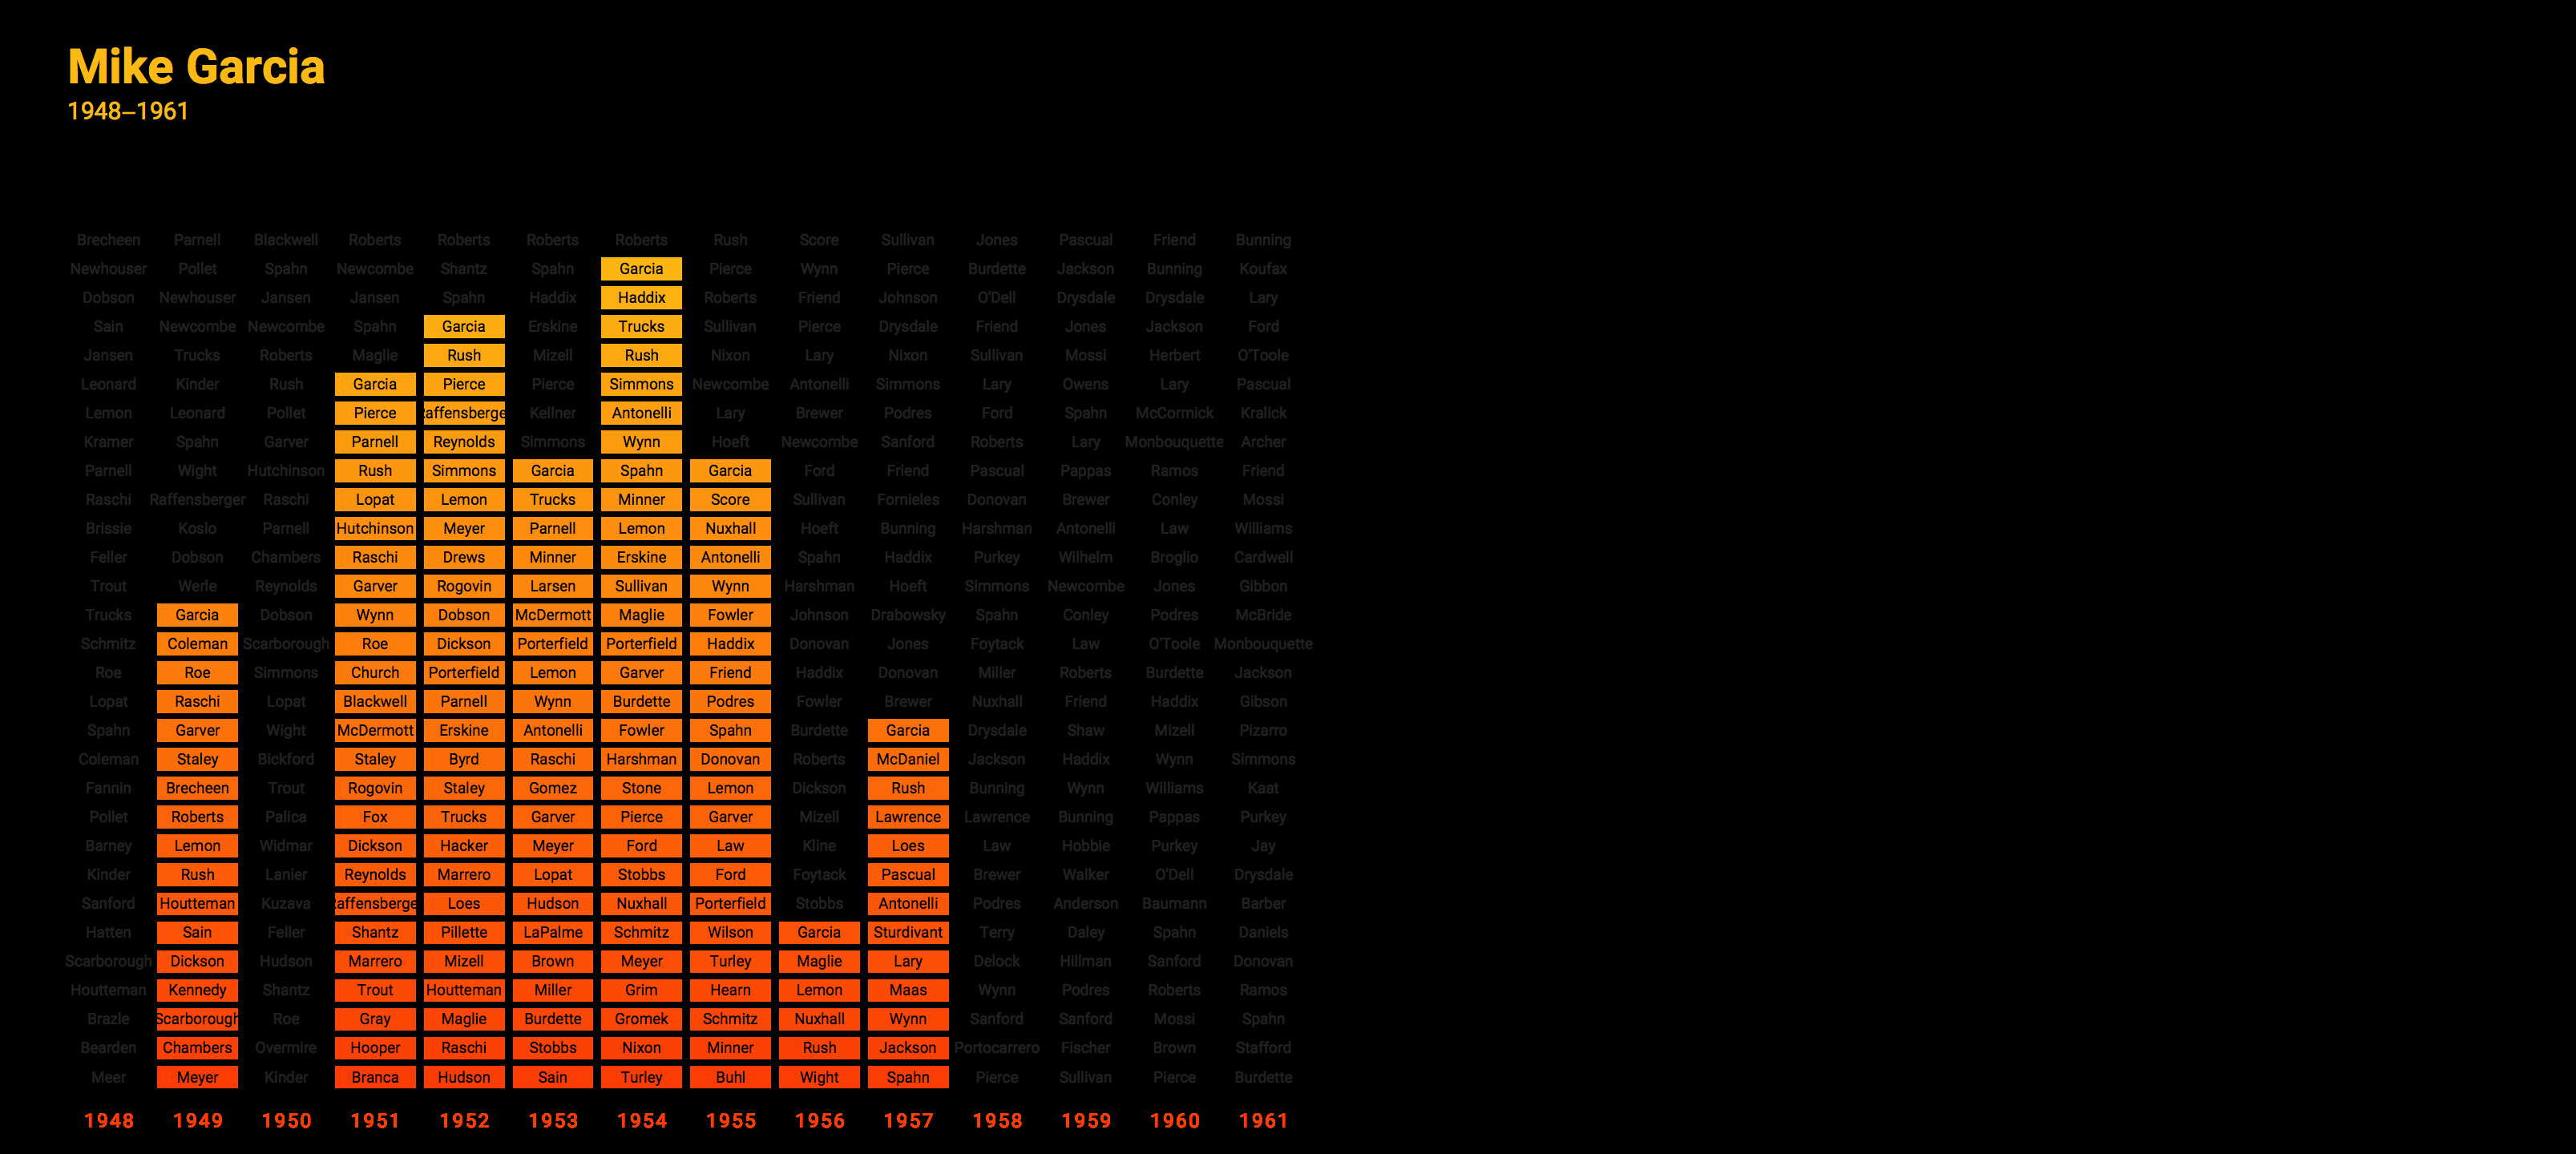 Mike Garcia
1948–1961
Brecheen Parnell Blackwell Roberts Roberts Roberts Roberts Rush Score Sullivan Jones Pascual Friend Bunning
Newhouser Pollet Spahn Newcombe Shantz Spahn Garcia Pierce Wynn Pierce Burdette Jackson Bunning Koufax
Dobson Newhouser Jansen Jansen Spahn Haddix Haddix Roberts Friend Johnson O'Dell Drysdale Drysdale Lary
Sain Newcombe Newcombe Spahn Garcia Erskine Trucks Sullivan Pierce Drysdale Friend Jones Jackson Ford
Jansen Trucks Roberts Maglie Rush Mizell Rush Nixon Lary Nixon Sullivan Mossi Herbert O'Toole
Leonard Kinder Rush Garcia Pierce Pierce Simmons Newcombe Antonelli Simmons Lary Owens Lary Pascual
Lemon Leonard Pollet Pierce affensberge Kellner Antonelli Lary Brewer Podres Ford Spahn McCormick Kralick
Kramer Spahn Garver Parnell Reynolds Simmons Wynn Hoeft Newcombe Sanford Roberts Lary Monbouquette Archer
Parnell Wight Hutchinson Rush Simmons Garcia Spahn Garcia Ford Friend Pascual Pappas Ramos Friend
Raschi Raffensberger Raschi Lopat Lemon Trucks Minner Score Sullivan Fornieles Donovan Brewer Conley Mossi
Brissie Koslo Parnell Hutchinson Meyer Parnell Lemon Nuxhall Hoeft Bunning Harshman Antonelli Law Williams
Feller Dobson Chambers Raschi Drews Minner Erskine Antonelli Spahn Haddix Purkey Wilhelm Broglio Cardwell
Trout Werle Reynolds Garver Rogovin Larsen Sullivan Wynn Harshman Hoeft Simmons Newcombe Jones Gibbon
Trucks Garcia Dobson Wynn Dobson McDermott Maglie Fowler Johnson Drabowsky Spahn Conley Podres McBride
Schmitz Coleman Scarborough Roe Dickson Porterfield Porterfield Haddix Donovan Jones Foytack Law O'Toole Monbouquette
Roe Roe Simmons Church Porterfield Lemon Garver Friend Haddix Donovan Miller Roberts Burdette Jackson
Lopat Raschi Lopat Blackwell Parnell Wynn Burdette Podres Fowler Brewer Nuxhall Friend Haddix Gibson
Spahn Garver Wight McDermott Erskine Antonelli Fowler Spahn Burdette Garcia Drysdale Shaw Mizell Pizarro
Coleman Staley Bickford Staley Byrd Raschi Harshman Donovan Roberts McDaniel Jackson Haddix Wynn Simmons
Fannin Brecheen Trout Rogovin Staley Gomez Stone Lemon Dickson Rush Bunning Wynn Williams Kaat
Pollet Roberts Palica Fox Trucks Garver Pierce Garver Mizell Lawrence Lawrence Bunning Pappas Purkey
Barney Lemon Widmar Dickson Hacker Meyer Ford Law Kline Loes Law Hobbie Purkey Jay
Kinder Rush Lanier Reynolds Marrero Lopat Stobbs Ford Foytack Pascual Brewer Walker O'Dell Drysdale
Sanford Houtteman Kuzava affensberge Loes Hudson Nuxhall Porterfield Stobbs Antonelli Podres Anderson Baumann Barber
Hatten Sain Feller Shantz Pillette LaPalme Schmitz Wilson Garcia Sturdivant Terry Daley Spahn Daniels
Scarborough Dickson Hudson Marrero Mizell Brown Meyer Turley Maglie Lary Delock Hillman Sanford Donovan
Houtteman Kennedy Shantz Trout Houtteman Miller Grim Hearn Lemon Maas Wynn Podres Roberts Ramos
Brazle Scarborough Roe Gray Maglie Burdette Gromek Schmitz Nuxhall Wynn Sanford Sanford Mossi Spahn
Bearden Chambers Overmire Hooper Raschi Stobbs Nixon Minner Rush Jackson Portocarrero Fischer Brown Stafford
Meer Meyer Kinder Branca Hudson Sain Turley Buhl Wight Spahn Pierce Sullivan Pierce Burdette
1948 1949 1950 1951 1952 1953 1954 1955 1956 1957 1958 1959 1960 1961